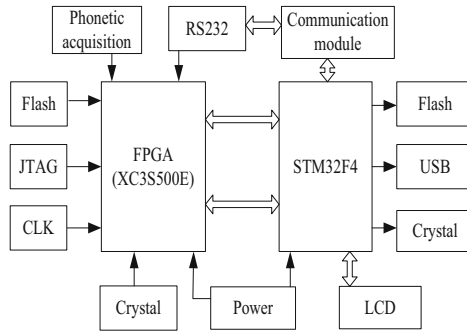 Phonetic
acquisition
RS232
Communication
module
Flash
JTAG
CLK
FPGA
(XC3S500E)
STM32F4
Flash
USB
Crystal
Crystal
Power
LCD